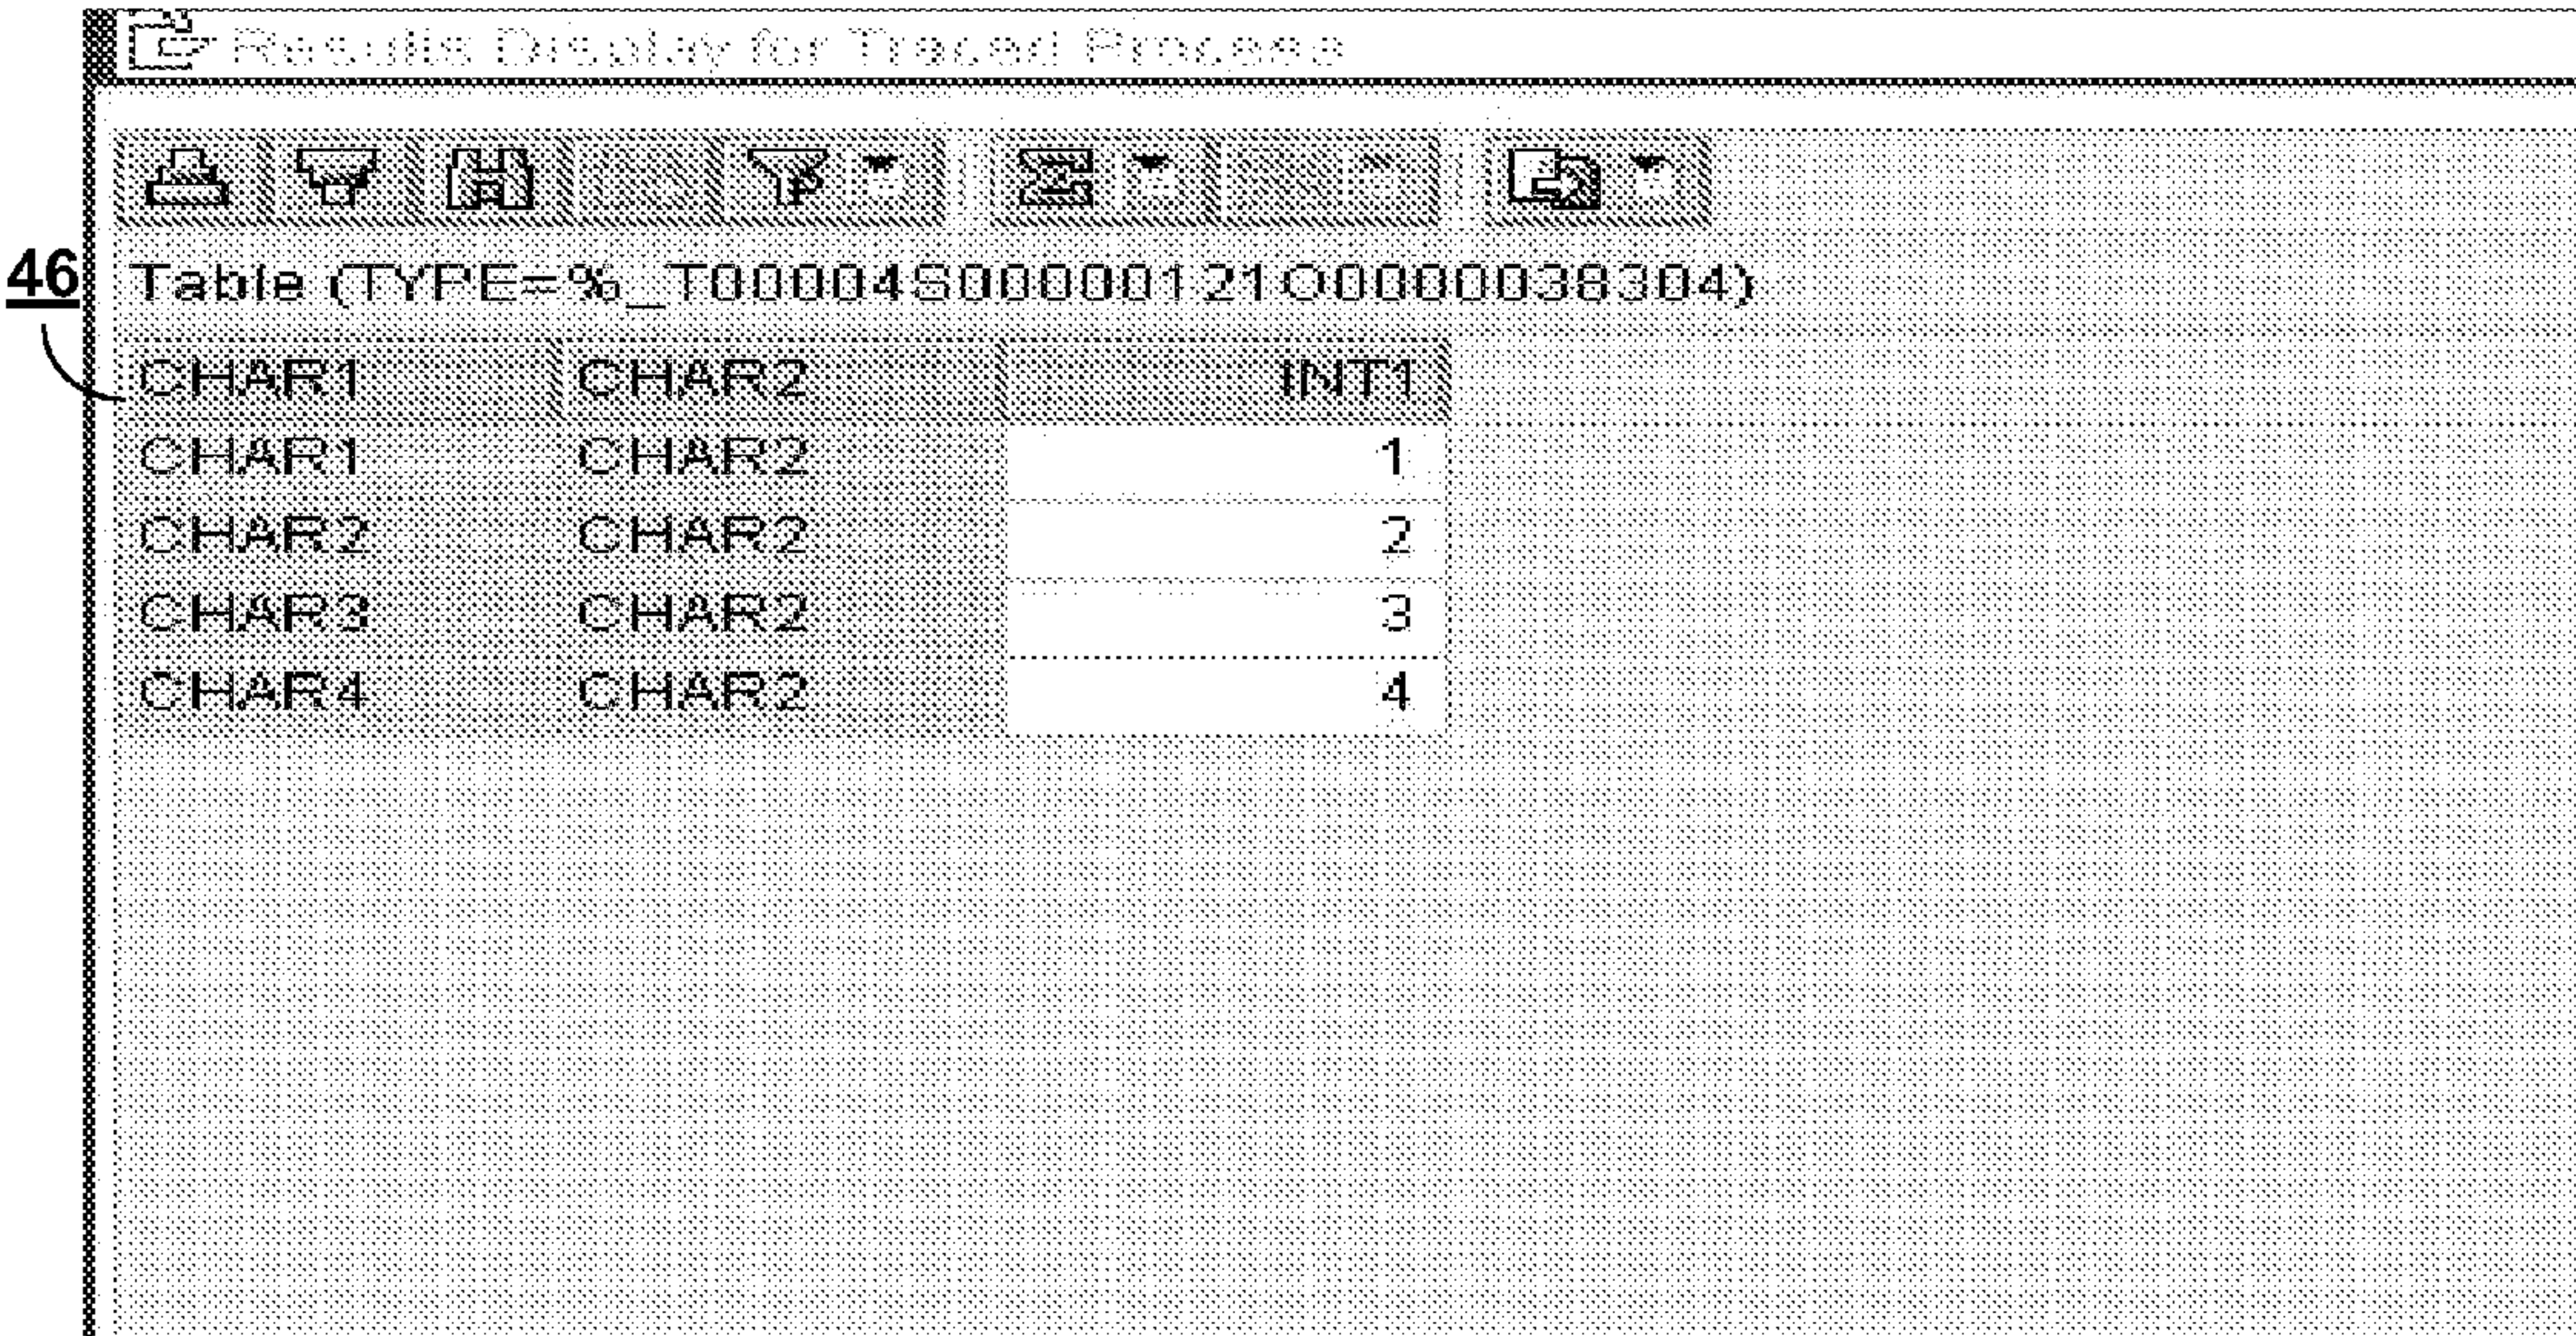 Results Display for Traced Process
46
Table (TYPE=%_T00004S00000121O0000038304)
CHAR1 CHAR2 INT1
CHAR1 CHAR2 1
CHAR2 CHAR2 2
CHAR3 CHAR2 3
CHAR4 CHAR2 4